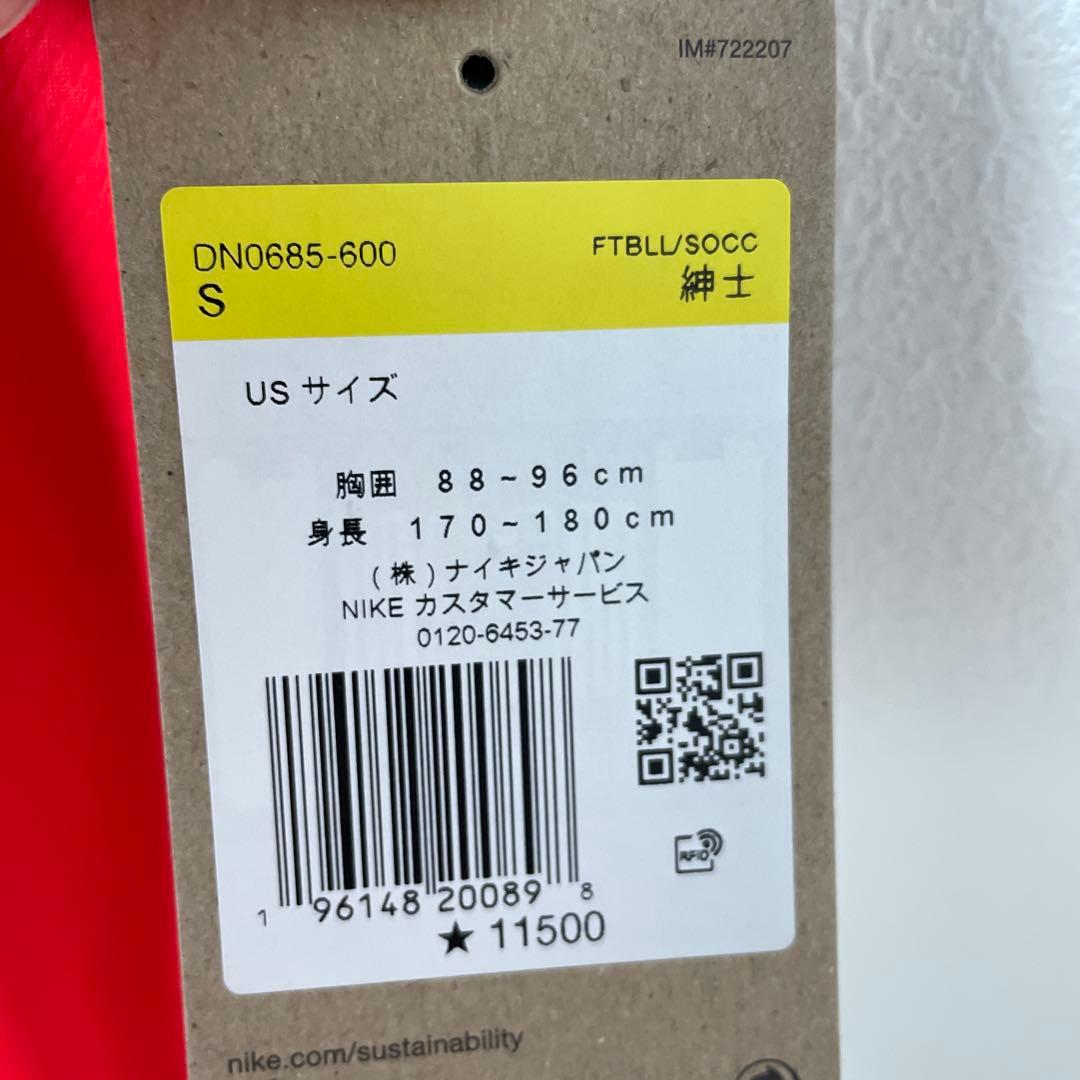 IM#722207
DN0685-600
FTBLL/SOCC
S
紳士
US サイズ
胸囲 88~96cm
身長 170~180cm
(株)ナイキジャパン
NIKE カスタマーサービス
0120-6453-77
RFID
1 96148 20089 8
★ 11500
nike.com/sustainability